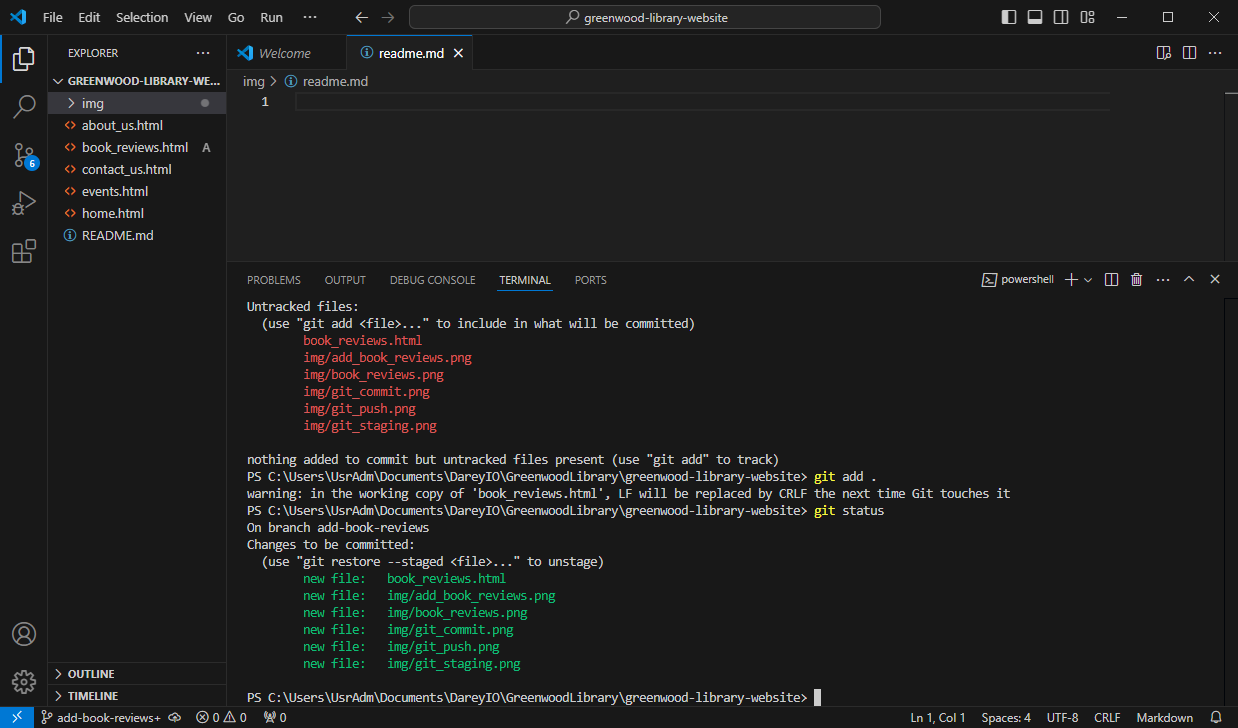 File Edit Selection View Go Run ··· greenwood-library-website
EXPLORER ···
GREENWOOD-LIBRARY-WE...
img
about_us.html
book_reviews.html A
contact_us.html
events.html
home.html
README.md
OUTLINE
TIMELINE
6
Welcome readme.md
img > readme.md
1
PROBLEMS OUTPUT DEBUG CONSOLE TERMINAL PORTS powershell
Untracked files:
(use "git add <file>..." to include in what will be committed)
book_reviews.html
img/add_book_reviews.png
img/book_reviews.png
img/git_commit.png
img/git_push.png
img/git_staging.png
nothing added to commit but untracked files present (use "git add" to track)
PS C:\Users\UsrAdm\Documents\DareyIO\GreenwoodLibrary\greenwood-library-website> git add .
warning: in the working copy of 'book_reviews.html', LF will be replaced by CRLF the next time Git touches it
PS C:\Users\UsrAdm\Documents\DareyIO\GreenwoodLibrary\greenwood-library-website> git status
On branch add-book-reviews
Changes to be committed:
(use "git restore --staged <file>..." to unstage)
new file:   book_reviews.html
new file:   img/add_book_reviews.png
new file:   img/book_reviews.png
new file:   img/git_commit.png
new file:   img/git_push.png
new file:   img/git_staging.png
PS C:\Users\UsrAdm\Documents\DareyIO\GreenwoodLibrary\greenwood-library-website>
add-book-reviews+ 0 0 0 Ln 1, Col 1 Spaces: 4 UTF-8 CRLF Markdown